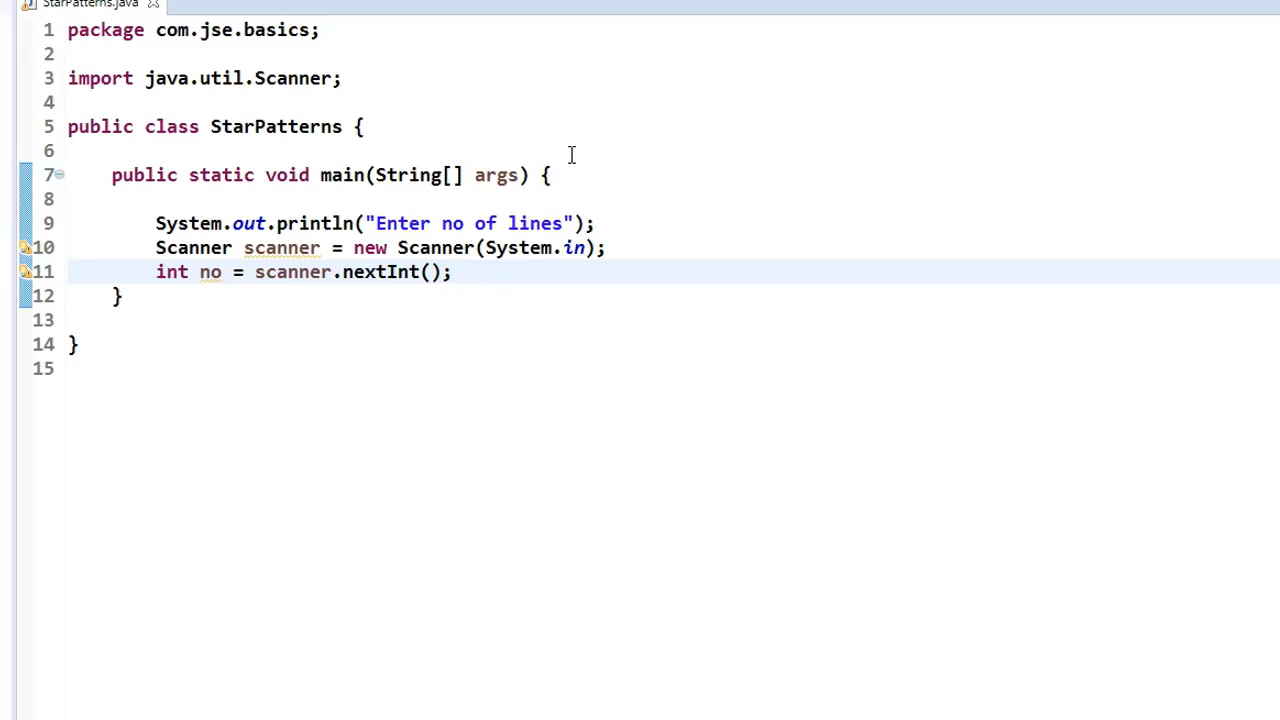 StarPatterns.java
1 package com.jse.basics;
2
3 import java.util.Scanner;
4
5 public class StarPatterns {
6
7 public static void main(String[] args) {
8
9 System.out.println("Enter no of lines");
10 Scanner scanner = new Scanner(System.in);
11 int no = scanner.nextInt();
12 }
13
14 }
15